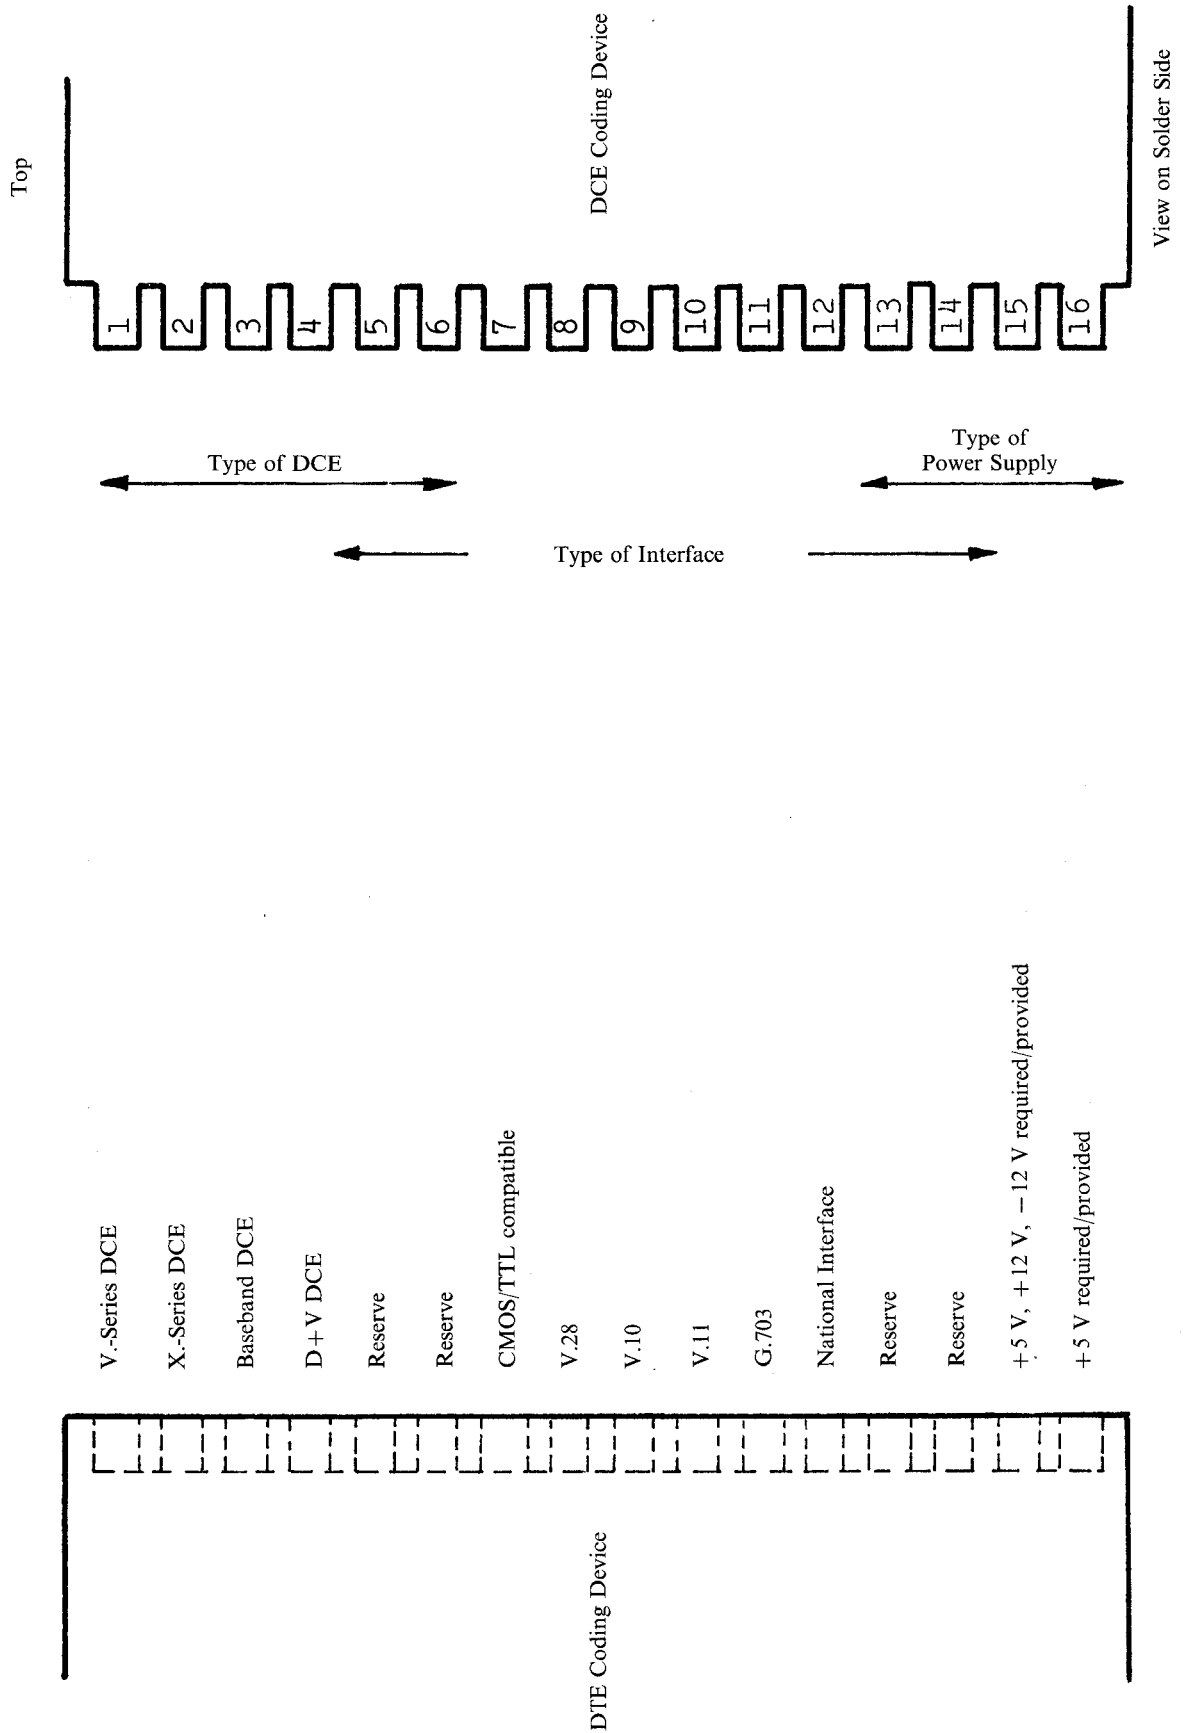 Top
DCE Coding Device
View on Solder Side
1
2
3
4
5
6
7
8
9
10
11
12
13
14
15
16
Type of DCE
Type of
Power Supply
Type of Interface
V.-Series DCE
X.-Series DCE
Baseband DCE
D+V DCE
Reserve
Reserve
CMOS/TTL compatible
V.28
V.10
V.11
G.703
National Interface
Reserve
Reserve
+5 V, +12 V, −12 V required/provided
+5 V required/provided
DTE Coding Device